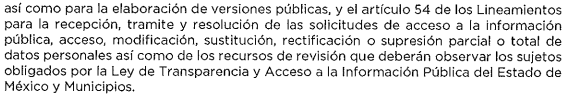 así como para la elaboración de versiones públicas, y el artículo 54 de los Lineamientos
para la recepción, tramite y resolución de las solicitudes de acceso a la información
pública, acceso, modificación, sustitución, rectificación o supresión parcial o total de
datos personales así como de los recursos de revisión que deberán observar los sujetos
obligados por la Ley de Transparencia y Acceso a la Información Pública del Estado de
México y Municipios.